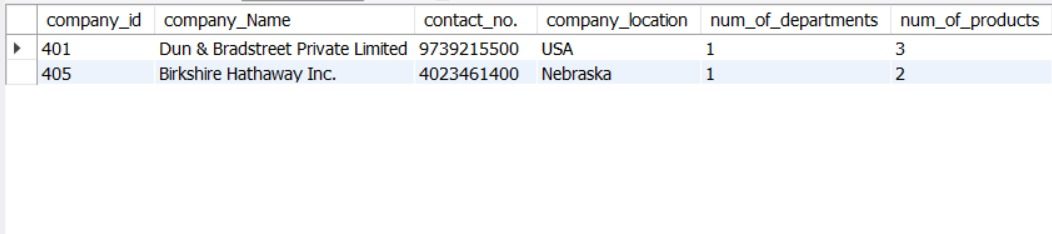 company_id company_Name contact_no. company_location num_of_departments num_of_products
401 Dun & Bradstreet Private Limited 9739215500 USA 1 3
405 Birkshire Hathaway Inc. 4023461400 Nebraska 1 2